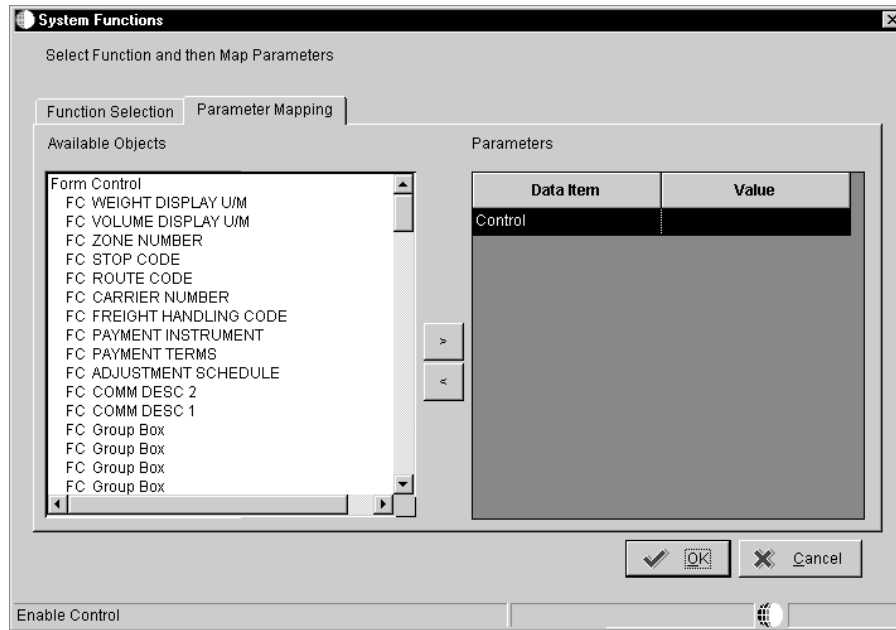 System Functions
Select Function and then Map Parameters
Function Selection
Parameter Mapping
Available Objects
Form Control
FC WEIGHT DISPLAY U/M
FC VOLUME DISPLAY U/M
FC ZONE NUMBER
FC STOP CODE
FC ROUTE CODE
FC CARRIER NUMBER
FC FREIGHT HANDLING CODE
FC PAYMENT INSTRUMENT
FC PAYMENT TERMS
FC ADJUSTMENT SCHEDULE
FC COMM DESC 2
FC COMM DESC 1
FC Group Box
FC Group Box
FC Group Box
FC Group Box
>
<
Parameters
Data Item Value
Control
OK
Cancel
Enable Control